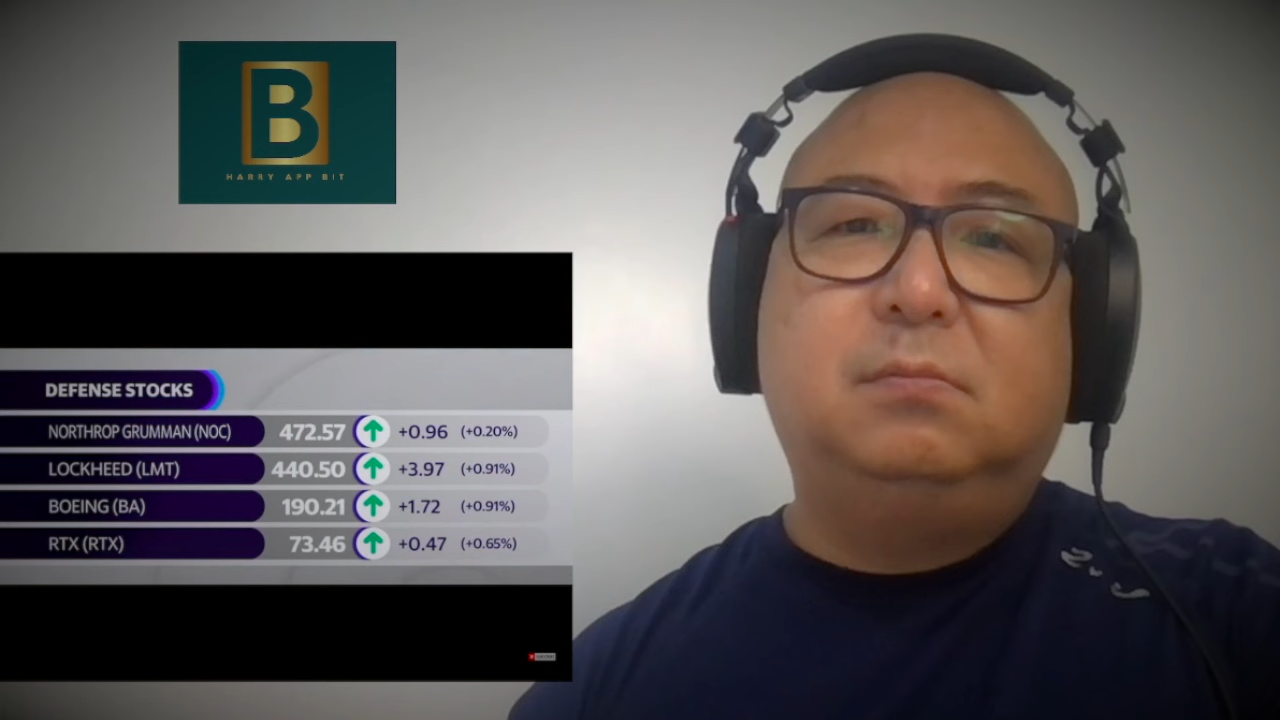 B
HARRY APP BIT
DEFENSE STOCKS
NORTHROP GRUMMAN (NOC) 472.57 +0.96 (+0.20%)
LOCKHEED (LMT) 440.50 +3.97 (+0.91%)
BOEING (BA) 190.21 +1.72 (+0.91%)
RTX (RTX) 73.46 +0.47 (+0.65%)